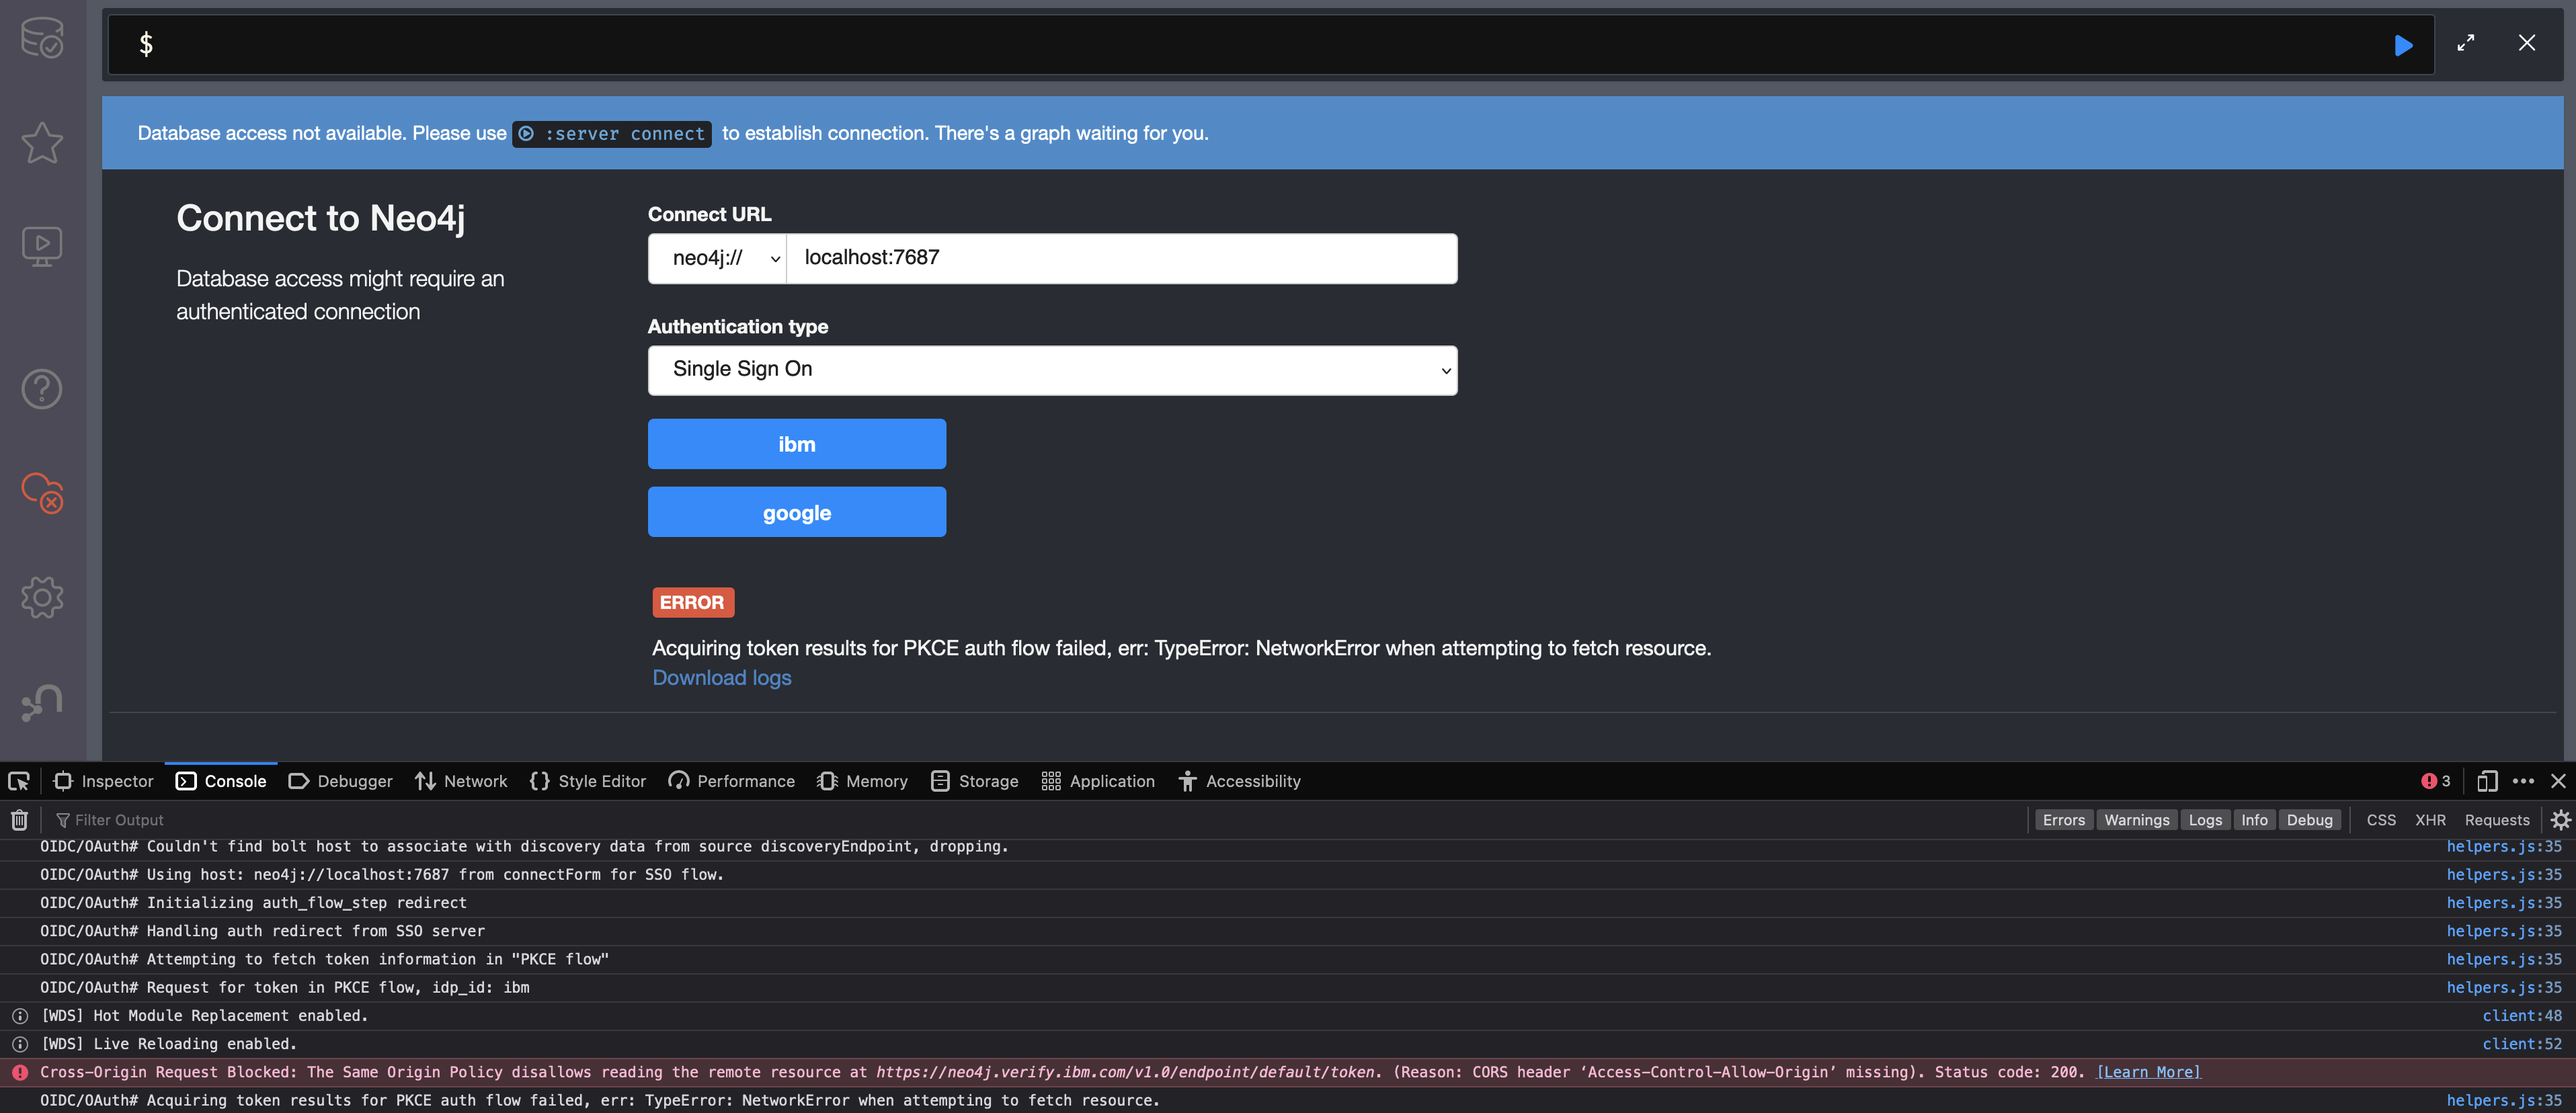 $
Database access not available. Please use :server connect to establish connection. There's a graph waiting for you.
Connect to Neo4j
Database access might require an
authenticated connection
Connect URL
neo4j:// localhost:7687
Authentication type
Single Sign On
ibm
google
ERROR
Acquiring token results for PKCE auth flow failed, err: TypeError: NetworkError when attempting to fetch resource.
Download logs
Inspector Console Debugger Network Style Editor Performance Memory Storage Application Accessibility 3
Filter Output Errors Warnings Logs Info Debug CSS XHR Requests
OIDC/OAuth# Couldn't find bolt host to associate with discovery data from source discoveryEndpoint, dropping. helpers.js:35
OIDC/OAuth# Using host: neo4j://localhost:7687 from connectForm for SSO flow. helpers.js:35
OIDC/OAuth# Initializing auth_flow_step redirect helpers.js:35
OIDC/OAuth# Handling auth redirect from SSO server helpers.js:35
OIDC/OAuth# Attempting to fetch token information in "PKCE flow" helpers.js:35
OIDC/OAuth# Request for token in PKCE flow, idp_id: ibm helpers.js:35
[WDS] Hot Module Replacement enabled. client:48
[WDS] Live Reloading enabled. client:52
Cross-Origin Request Blocked: The Same Origin Policy disallows reading the remote resource at https://neo4j.verify.ibm.com/v1.0/endpoint/default/token. (Reason: CORS header ‘Access-Control-Allow-Origin’ missing). Status code: 200. [Learn More]
OIDC/OAuth# Acquiring token results for PKCE auth flow failed, err: TypeError: NetworkError when attempting to fetch resource. helpers.js:35